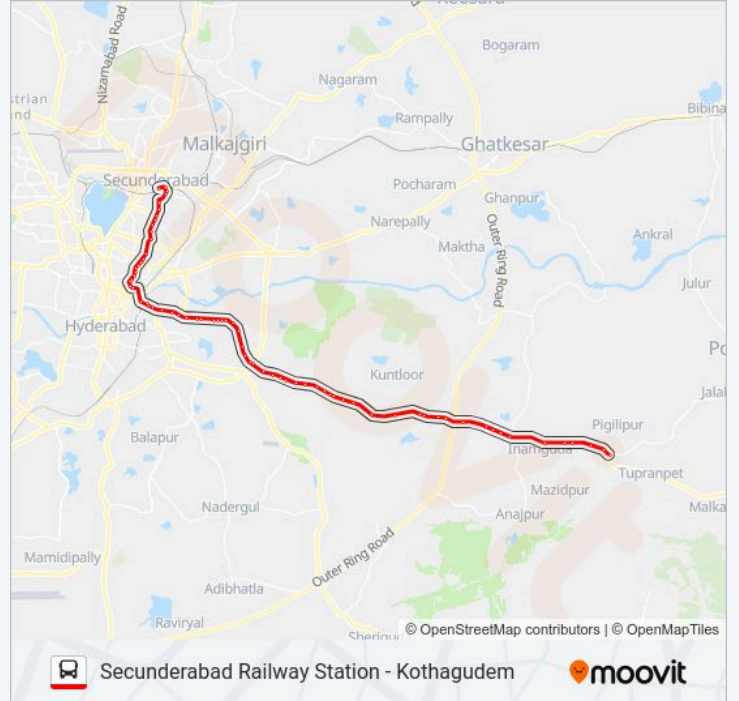 Nizamabad Road
Bogaram
Nagaram
strian
nd
Bibina
Rampally
Malkajgiri
Ghatkesar
Secunderabad
Pocharam
Ghanpur
Narepally
Ankral
Maktha
Outer Ring Road
Julur
Hyderabad
Kuntloor
Jalal
Pigilipur
Balapur
Inamguda
Tupranpet
Mazidpur
Nadergul
Anajpur
Malka
Outer Ring Road
Mamidipally
Adibhatla
Raviryal
Sherigu
© OpenStreetMap contributors | © OpenMapTiles
Secunderabad Railway Station - Kothagudem
moovit